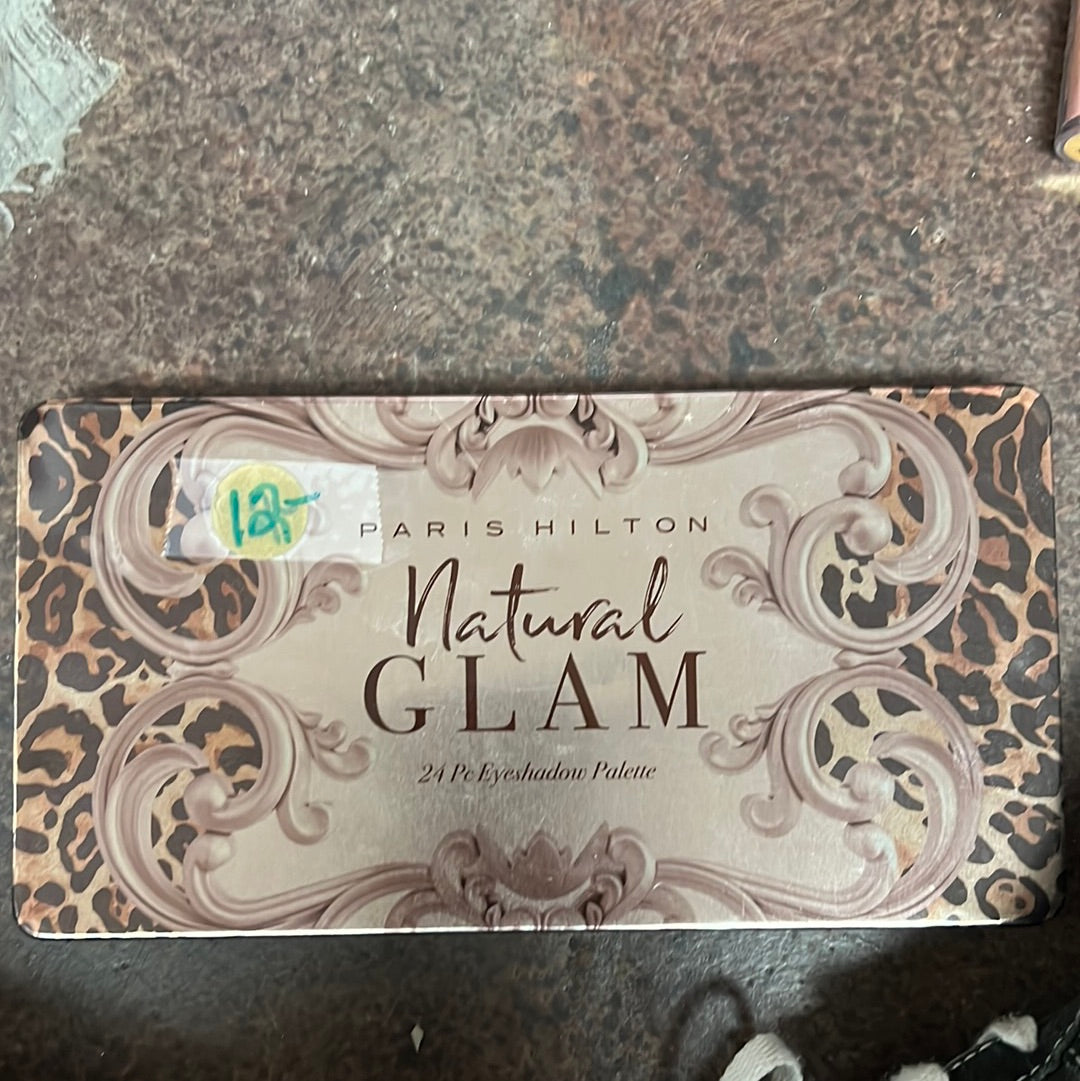 12.-
PARIS HILTON
Natural
GLAM
24 Pc Eyeshadow Palette